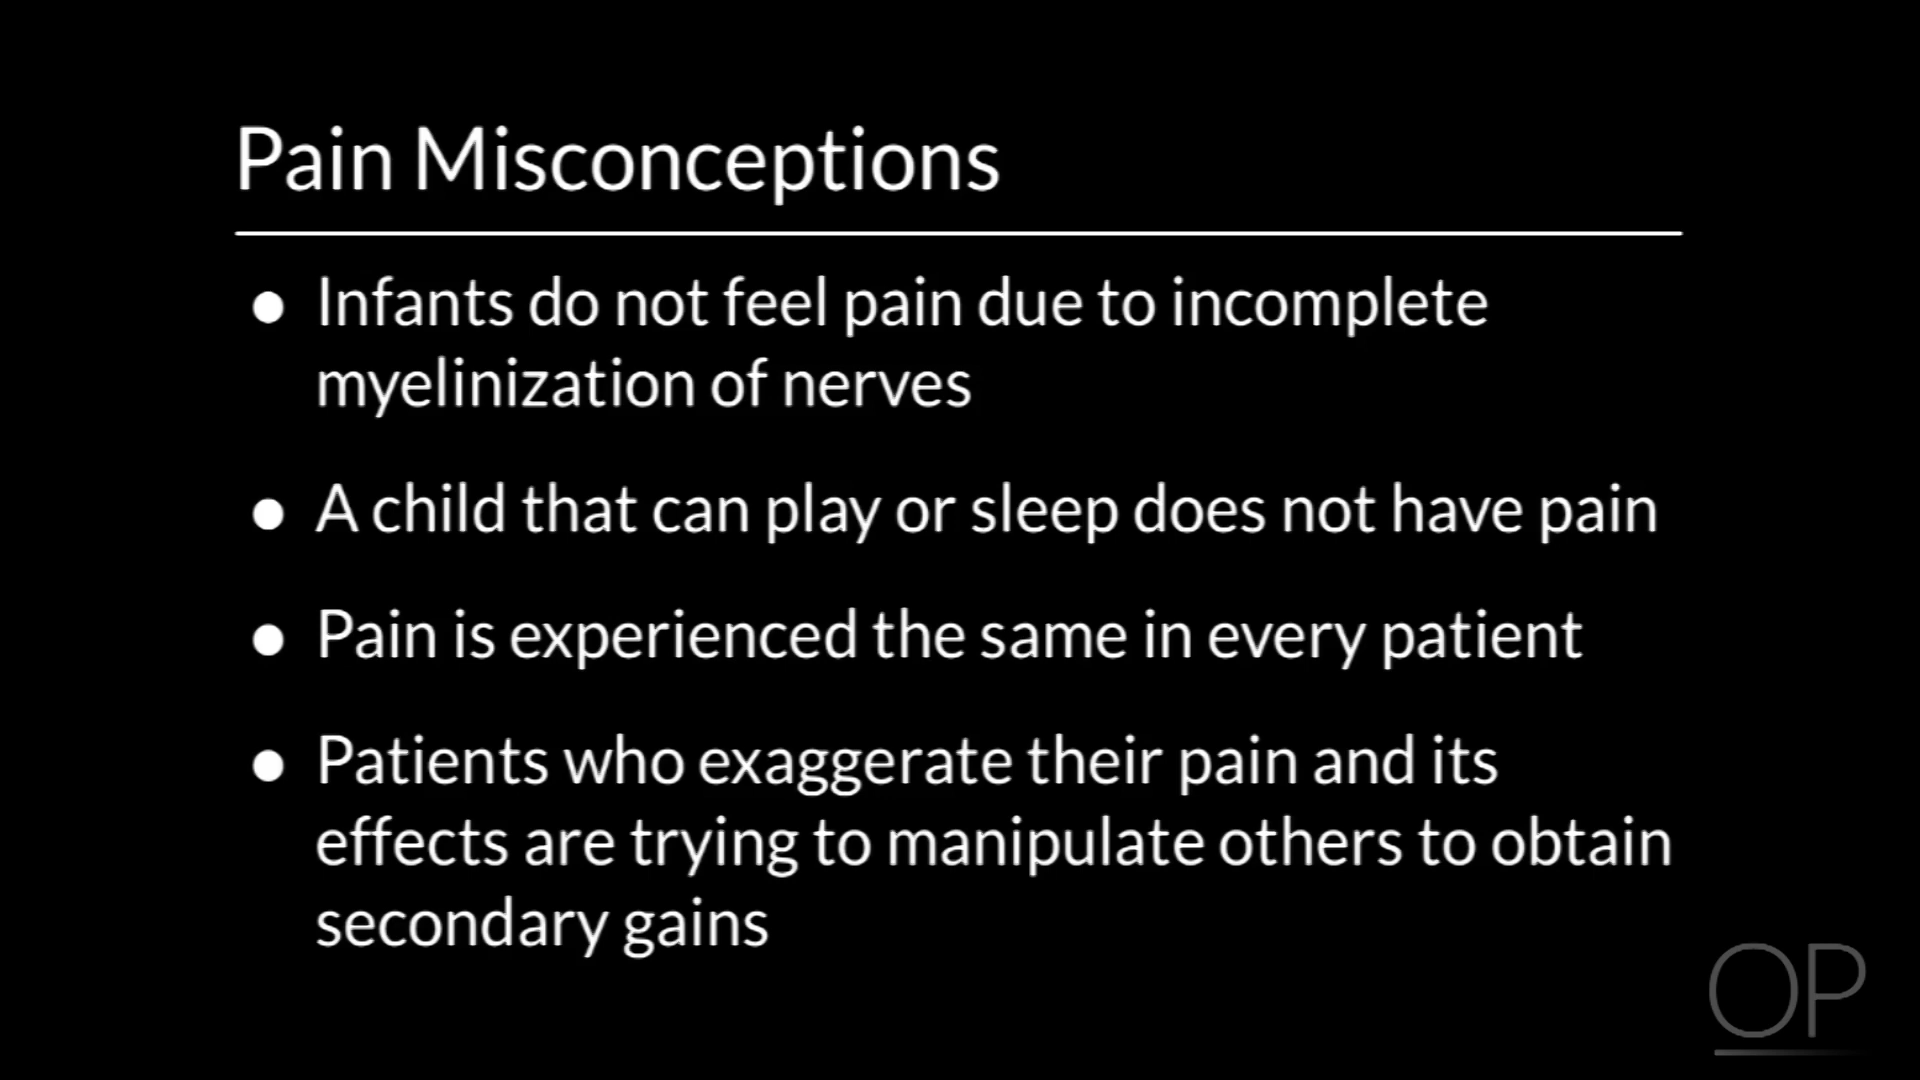 Pain Misconceptions
● Infants do not feel pain due to incomplete
myelinization of nerves
● A child that can play or sleep does not have pain
● Pain is experienced the same in every patient
● Patients who exaggerate their pain and its
effects are trying to manipulate others to obtain
secondary gains
OP